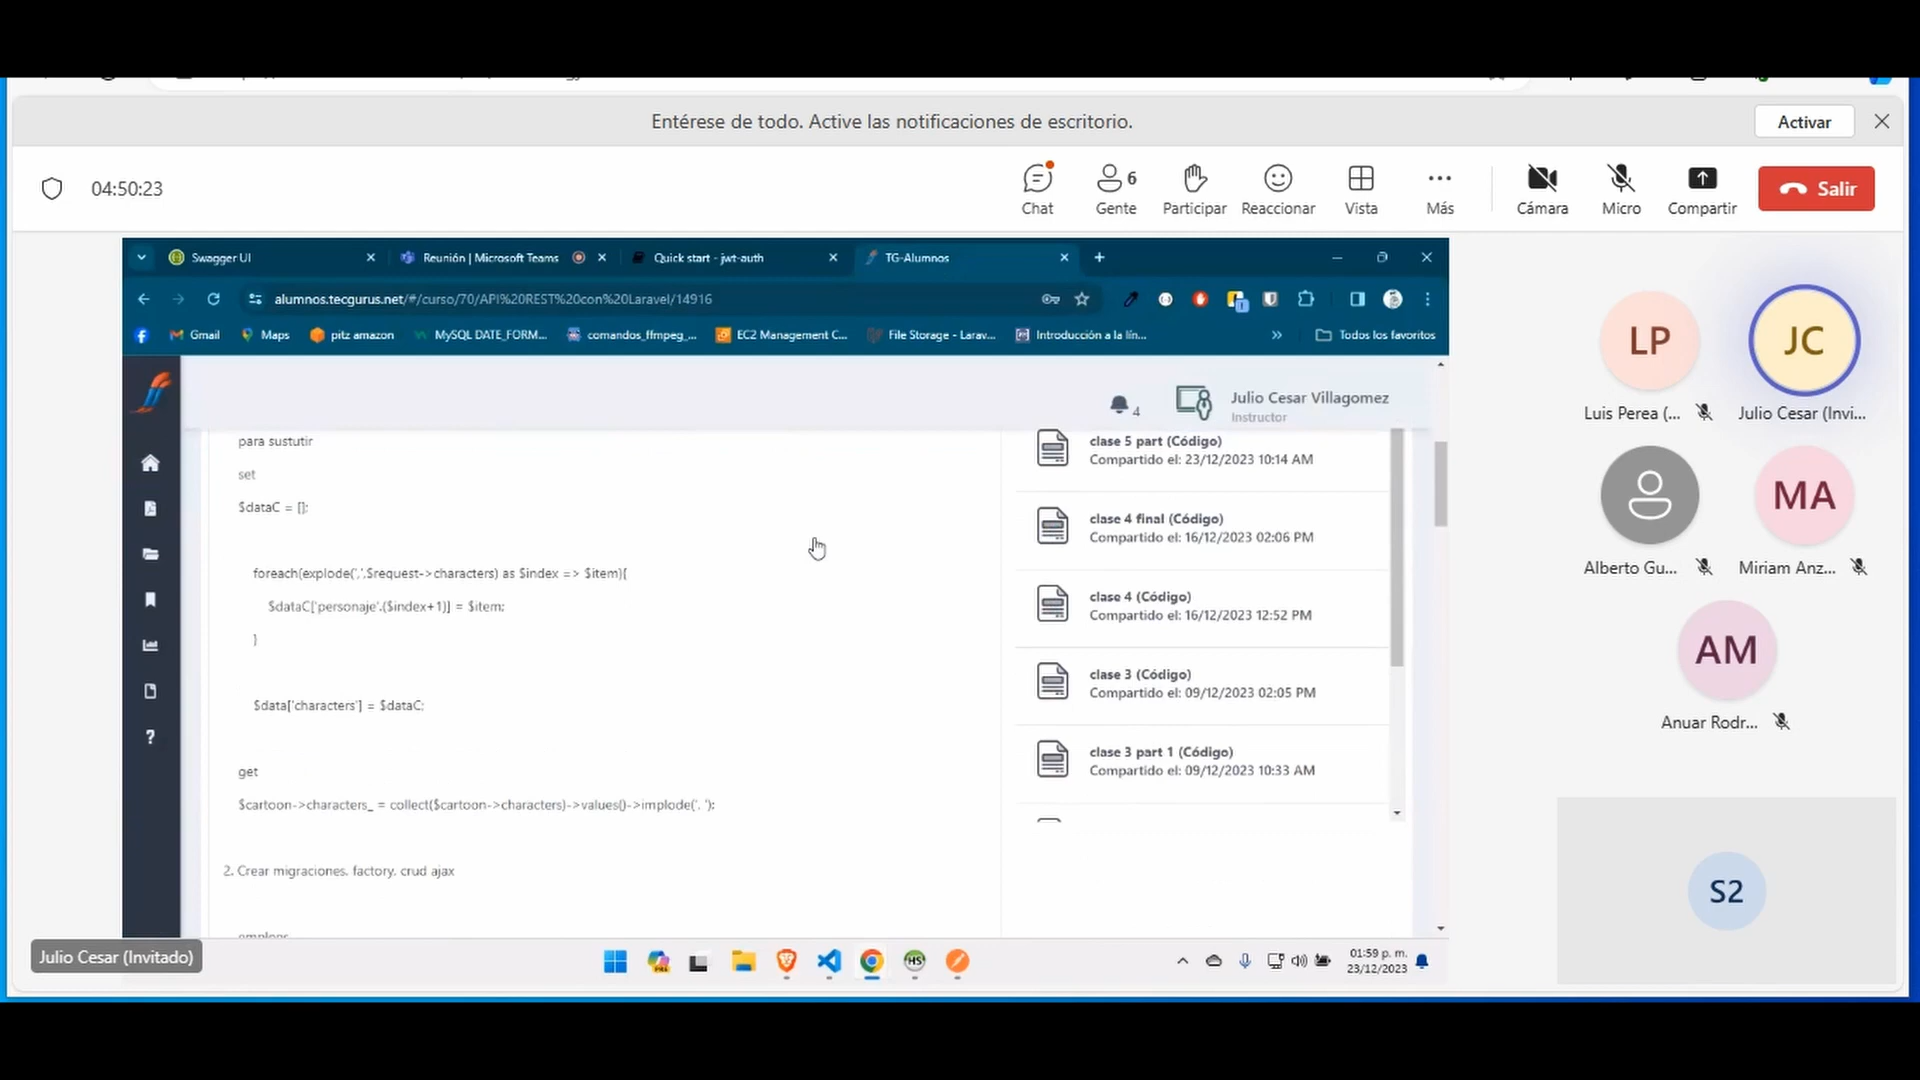 Entérese de todo. Active las notificaciones de escritorio.
Activar
04:50:23
Chat
Gente
6
Participar
Reaccionar
Vista
Más
Cámara
Micro
Compartir
Salir
Swagger UI
Reunión | Microsoft Teams
Quick start - jwt-auth
TG-Alumnos
alumnos.tecgurus.net/#/curso/70/API%20REST%20con%20Laravel/14916
Gmail
Maps
pitz amazon
MySQL DATE_FORM...
comandos_ffmpeg_...
EC2 Management C...
File Storage - Larav...
Introducción a la lín...
»
Todos los favoritos
4
Julio Cesar Villagomez
Instructor
para sustutir
set
$dataC = [];
foreach(explode(',',$request->characters) as $index => $item){
$dataC['personaje'.($index+1)] = $item;
}
$data['characters'] = $dataC;
get
$cartoon->characters_ = collect($cartoon->characters)->values()->implode(', ');
2. Crear migraciones, factory, crud ajax
clase 5 part (Código)
Compartido el: 23/12/2023 10:14 AM
clase 4 final (Código)
Compartido el: 16/12/2023 02:06 PM
clase 4 (Código)
Compartido el: 16/12/2023 12:52 PM
clase 3 (Código)
Compartido el: 09/12/2023 02:05 PM
clase 3 part 1 (Código)
Compartido el: 09/12/2023 10:33 AM
LP
Luis Perea (...
JC
Julio Cesar (Invi...
Alberto Gu...
MA
Miriam Anz...
AM
Anuar Rodr...
S2
Julio Cesar (Invitado)
HS
01:59 p. m.
23/12/2023